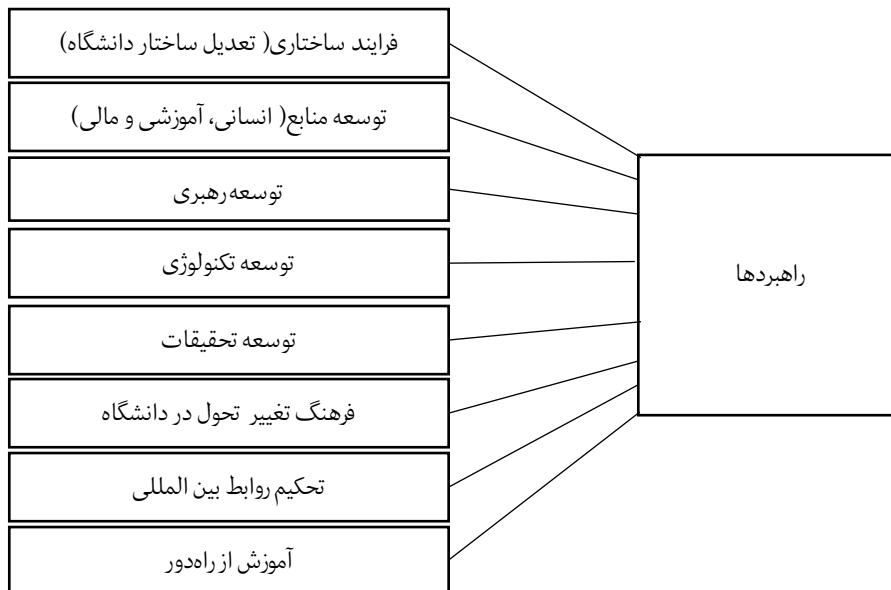 فرایند ساختاری( تعدیل ساختار دانشگاه)
توسعه منابع( انسانی، آموزشی و مالی)
توسعه رهبری
توسعه تکنولوژی
توسعه تحقیقات
فرهنگ تغییر تحول در دانشگاه
تحکیم روابط بین المللی
آموزش از راه‌دور
راهبردها